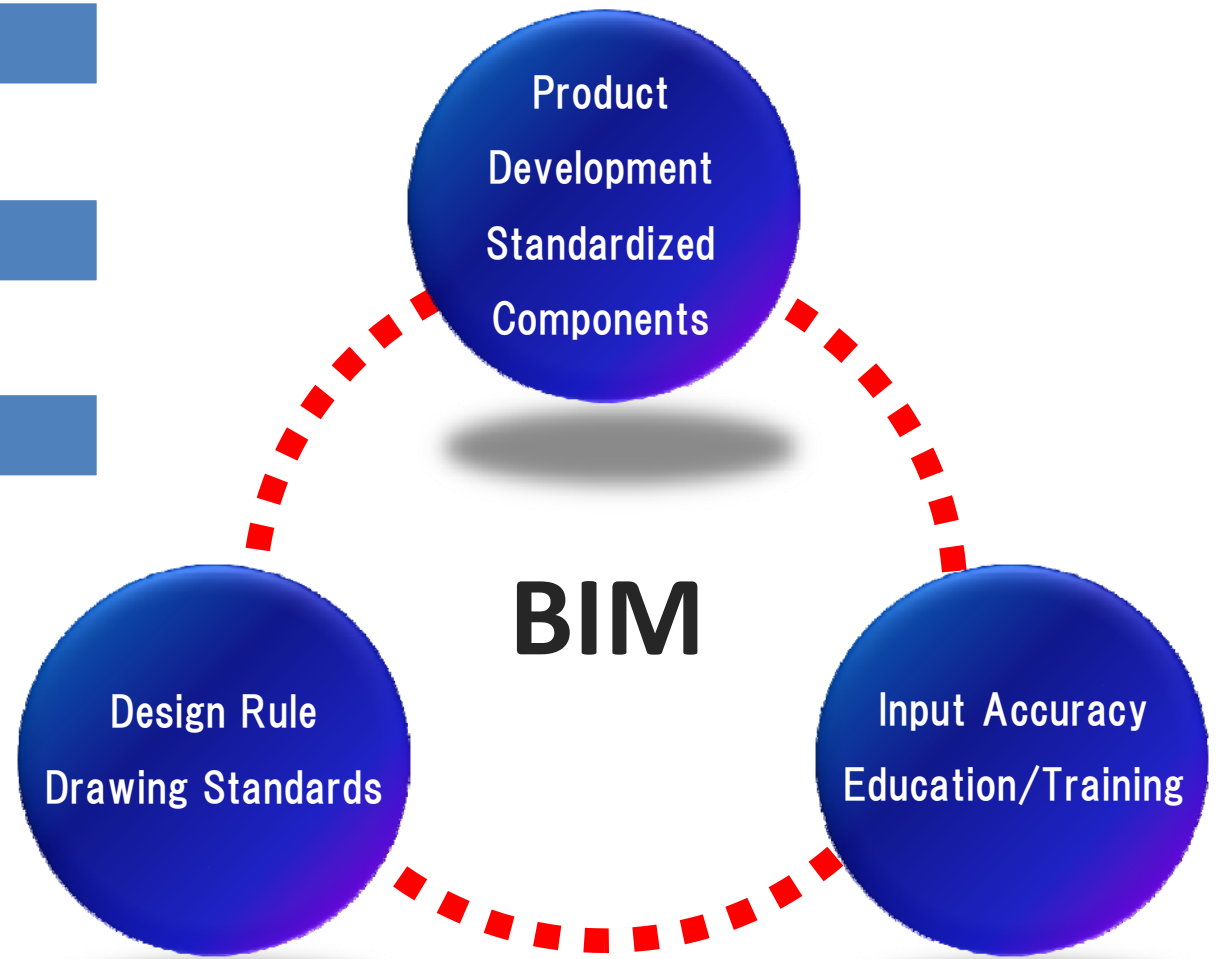 Product
Development
Standardized
Components
BIM
Design Rule
Drawing Standards
Input Accuracy
Education/Training